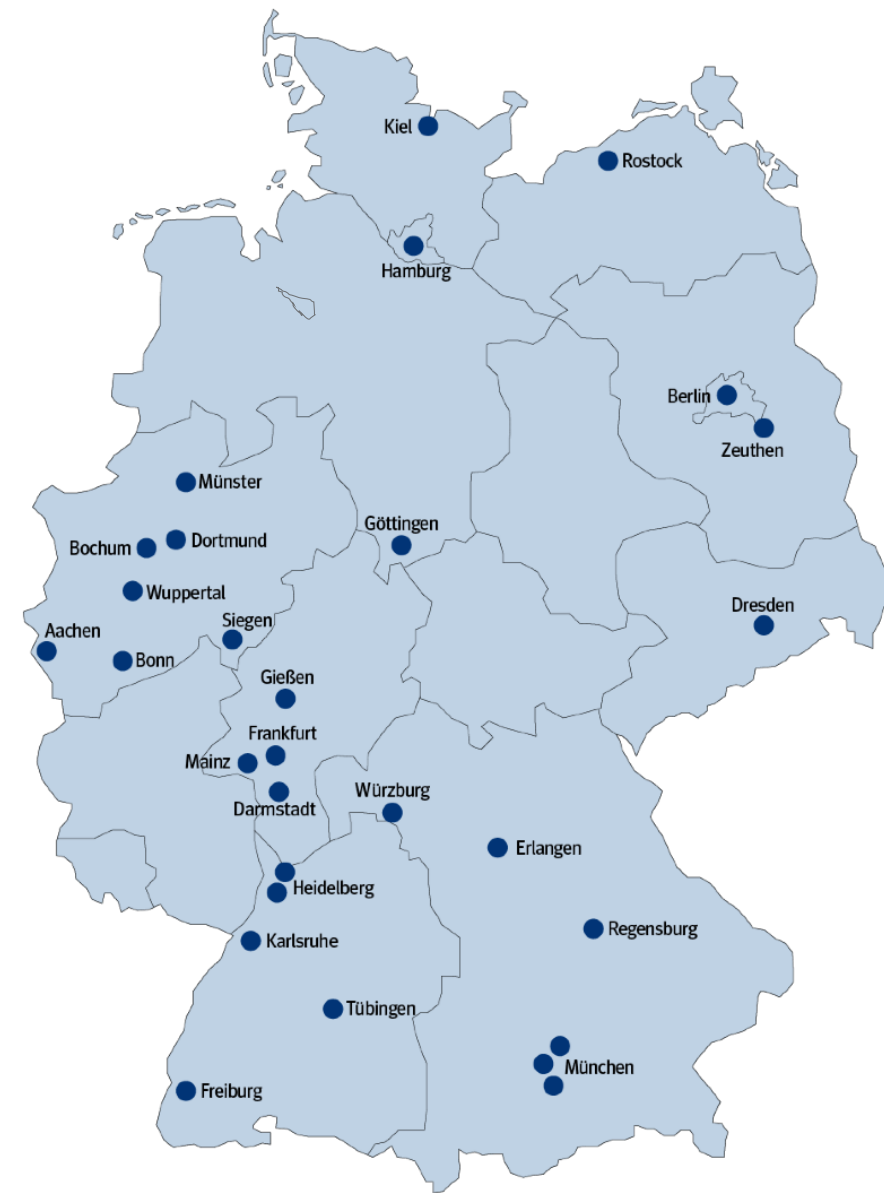 Kiel
Rostock
Hamburg
Berlin
Zeuthen
Münster
Göttingen
Dortmund
Bochum
Wuppertal
Dresden
Siegen
Aachen
Bonn
Gießen
Frankfurt
Mainz
Würzburg
Darmstadt
Erlangen
Heidelberg
Regensburg
Karlsruhe
Tübingen
München
Freiburg